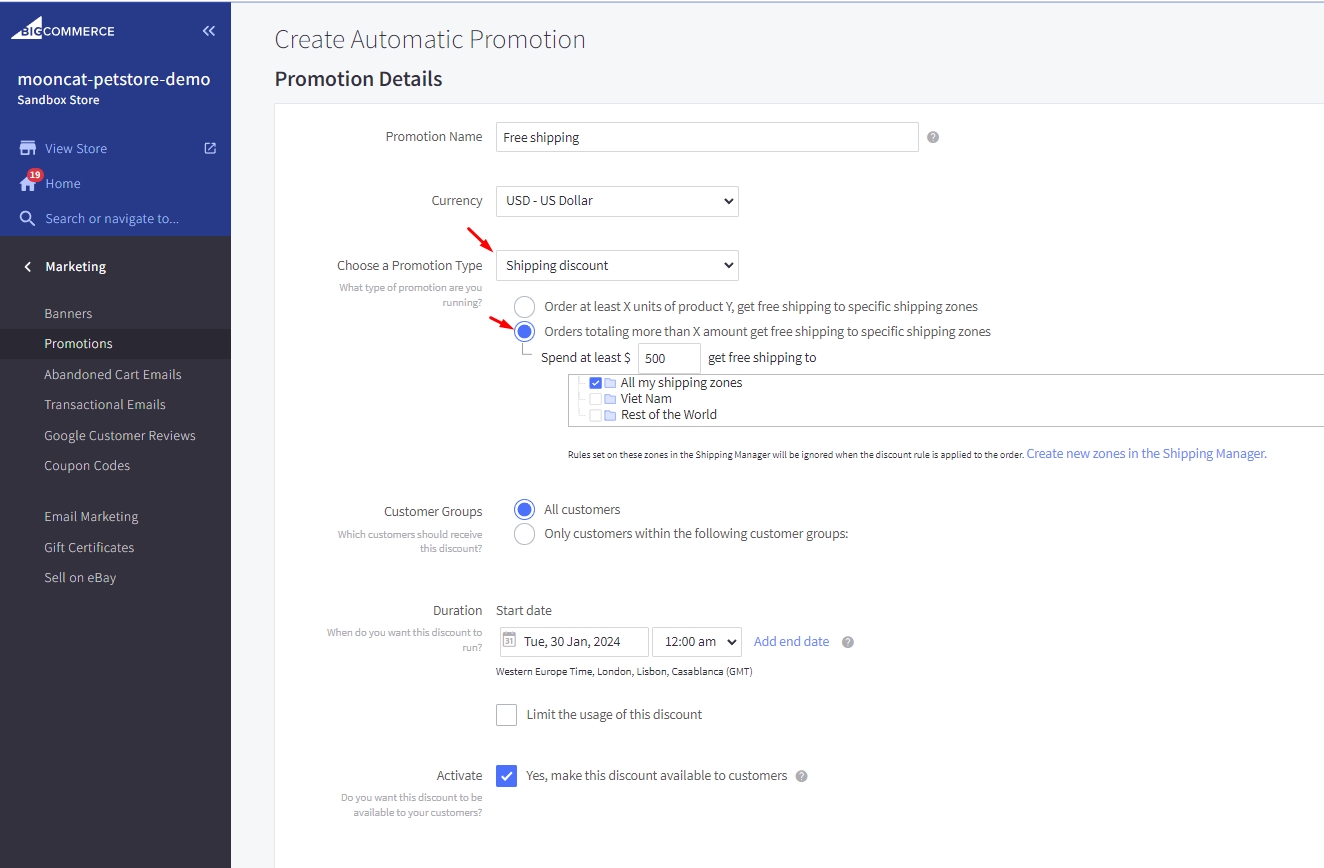 BIGCOMMERCE
mooncat-petstore-demo
Sandbox Store
View Store
19
Home
Search or navigate to...
Marketing
Banners
Promotions
Abandoned Cart Emails
Transactional Emails
Google Customer Reviews
Coupon Codes
Email Marketing
Gift Certificates
Sell on eBay
Create Automatic Promotion
Promotion Details
Promotion Name Free shipping ?
Currency USD - US Dollar
Choose a Promotion Type Shipping discount
What type of promotion are you
running?
Order at least X units of product Y, get free shipping to specific shipping zones
Orders totaling more than X amount get free shipping to specific shipping zones
Spend at least $ 500 get free shipping to
All my shipping zones
Viet Nam
Rest of the World
Rules set on these zones in the Shipping Manager will be ignored when the discount rule is applied to the order. Create new zones in the Shipping Manager.
Customer Groups All customers
Which customers should receive
this discount?
Only customers within the following customer groups:
Duration Start date
When do you want this discount to
run?
31 Tue, 30 Jan, 2024 12:00 am Add end date ?
Western Europe Time, London, Lisbon, Casablanca (GMT)
Limit the usage of this discount
Activate Yes, make this discount available to customers ?
Do you want this discount to be
available to your customers?